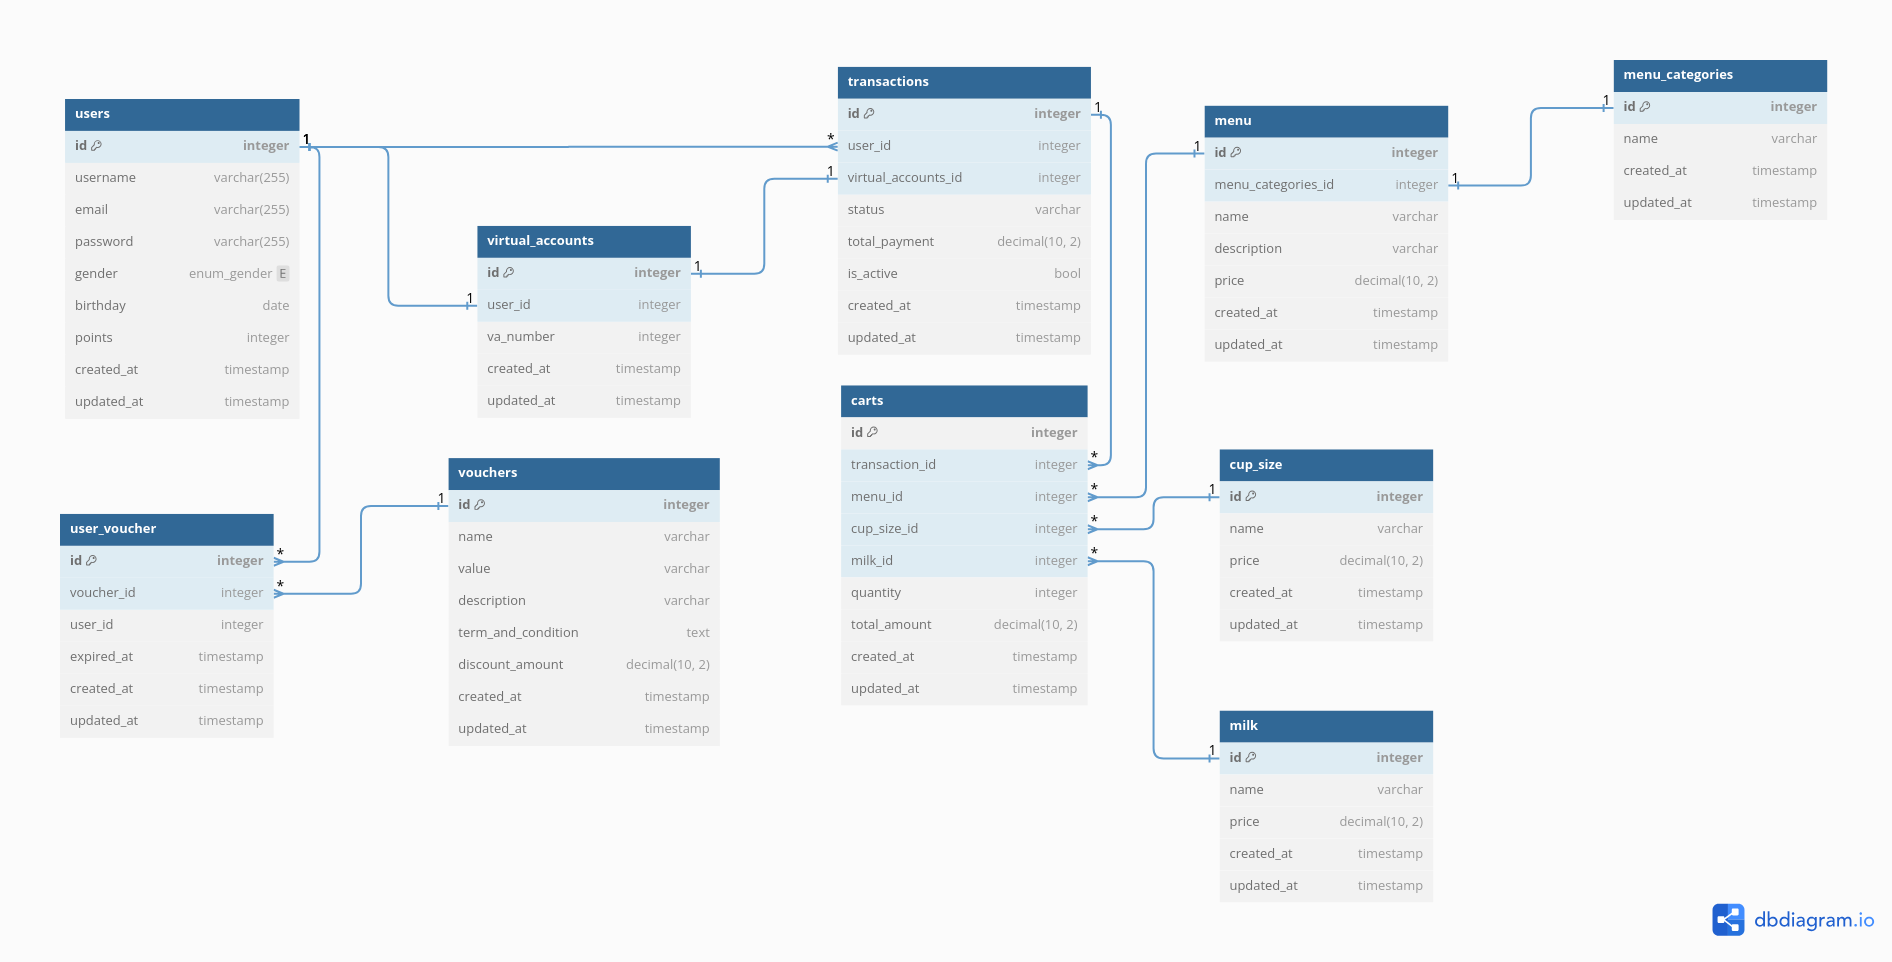 users
id integer
username varchar(255)
email varchar(255)
password varchar(255)
gender enum_gender E
birthday date
points integer
created_at timestamp
updated_at timestamp
1
1
virtual_accounts
id integer
user_id integer
va_number integer
created_at timestamp
updated_at timestamp
1
*
1
transactions
id integer
user_id integer
virtual_accounts_id integer
status varchar
total_payment decimal(10, 2)
is_active bool
created_at timestamp
updated_at timestamp
1
1
menu
id integer
menu_categories_id integer
name varchar
description varchar
price decimal(10, 2)
created_at timestamp
updated_at timestamp
1
1
menu_categories
id integer
name varchar
created_at timestamp
updated_at timestamp
user_voucher
id integer
voucher_id integer
user_id integer
expired_at timestamp
created_at timestamp
updated_at timestamp
*
*
1
vouchers
id integer
name varchar
value varchar
description varchar
term_and_condition text
discount_amount decimal(10, 2)
created_at timestamp
updated_at timestamp
carts
id integer
transaction_id integer
menu_id integer
cup_size_id integer
milk_id integer
quantity integer
total_amount decimal(10, 2)
created_at timestamp
updated_at timestamp
*
*
*
*
1
cup_size
id integer
name varchar
price decimal(10, 2)
created_at timestamp
updated_at timestamp
1
milk
id integer
name varchar
price decimal(10, 2)
created_at timestamp
updated_at timestamp
dbdiagram.io